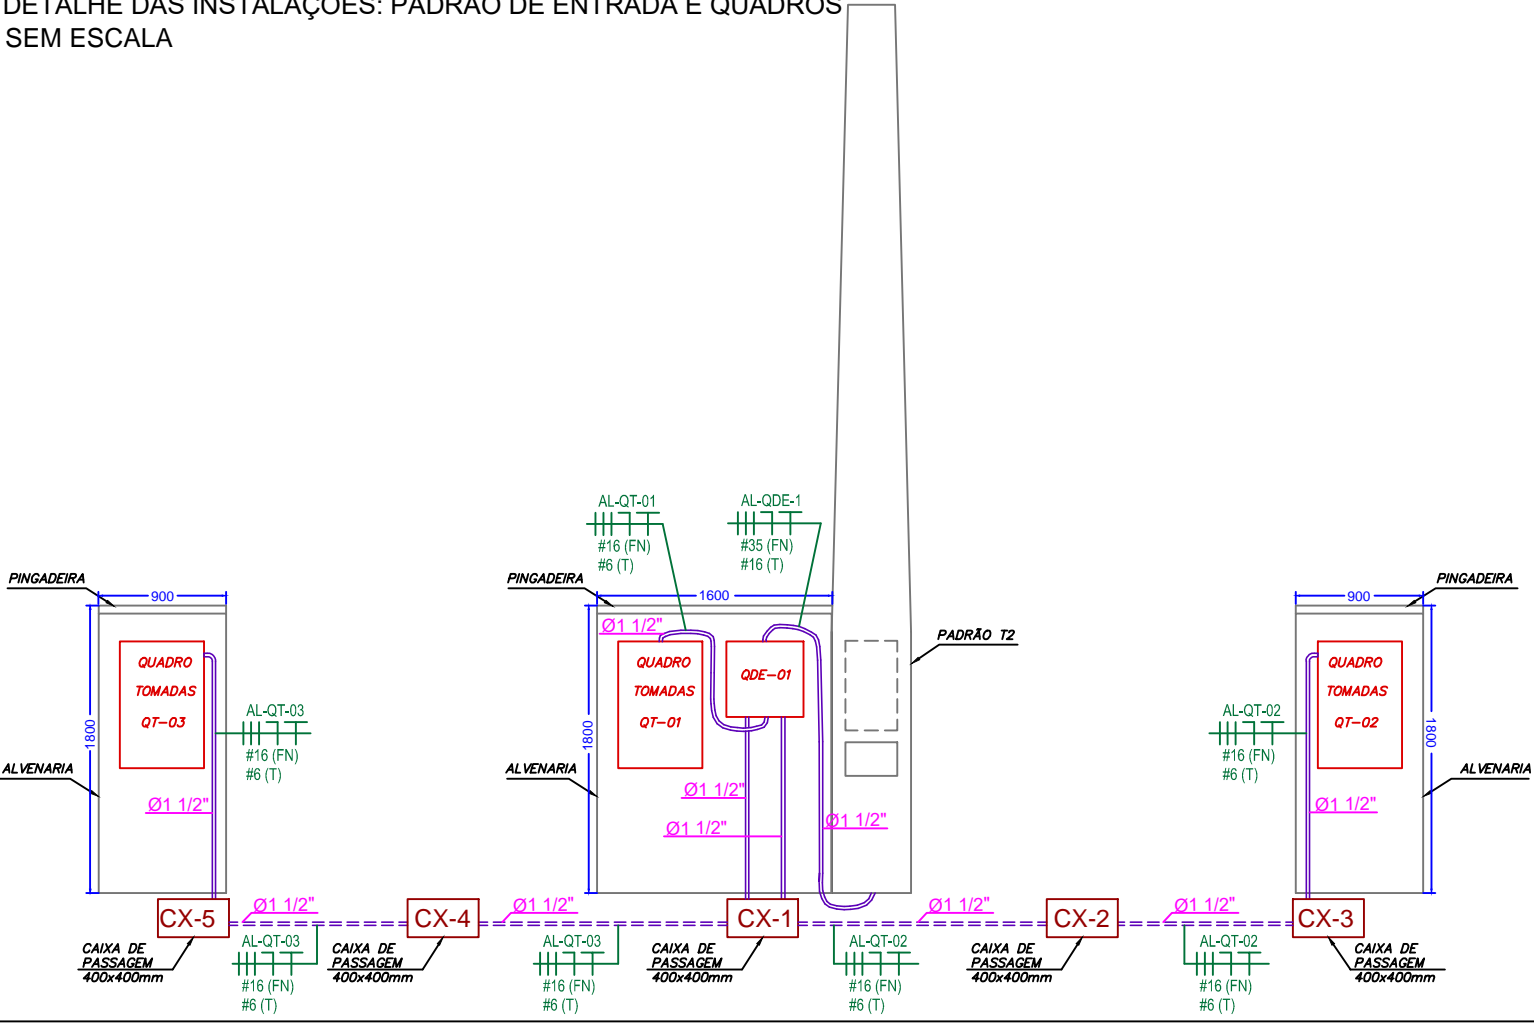 DETALHE DAS INSTALAÇÕES: PADRÃO DE ENTRADA E QUADROS
SEM ESCALA
AL-QT-01
#16 (FN)
#6 (T)
AL-QDE-1
#35 (FN)
#16 (T)
PINGADEIRA
900
1800
QUADRO
TOMADAS
QT-03
AL-QT-03
#16 (FN)
#6 (T)
ALVENARIA
Ø1 1/2"
PINGADEIRA
1600
1800
Ø1 1/2"
QUADRO
TOMADAS
QT-01
QDE-01
ALVENARIA
Ø1 1/2"
Ø1 1/2"
Ø1 1/2"
PADRÃO T2
PINGADEIRA
900
1800
QUADRO
TOMADAS
QT-02
AL-QT-02
#16 (FN)
#6 (T)
ALVENARIA
Ø1 1/2"
CX-5
Ø1 1/2"
CX-4
Ø1 1/2"
CX-1
Ø1 1/2"
CX-2
Ø1 1/2"
CX-3
CAIXA DE
PASSAGEM
400x400mm
AL-QT-03
#16 (FN)
#6 (T)
CAIXA DE
PASSAGEM
400x400mm
AL-QT-03
#16 (FN)
#6 (T)
CAIXA DE
PASSAGEM
400x400mm
AL-QT-02
#16 (FN)
#6 (T)
CAIXA DE
PASSAGEM
400x400mm
AL-QT-02
#16 (FN)
#6 (T)
CAIXA DE
PASSAGEM
400x400mm